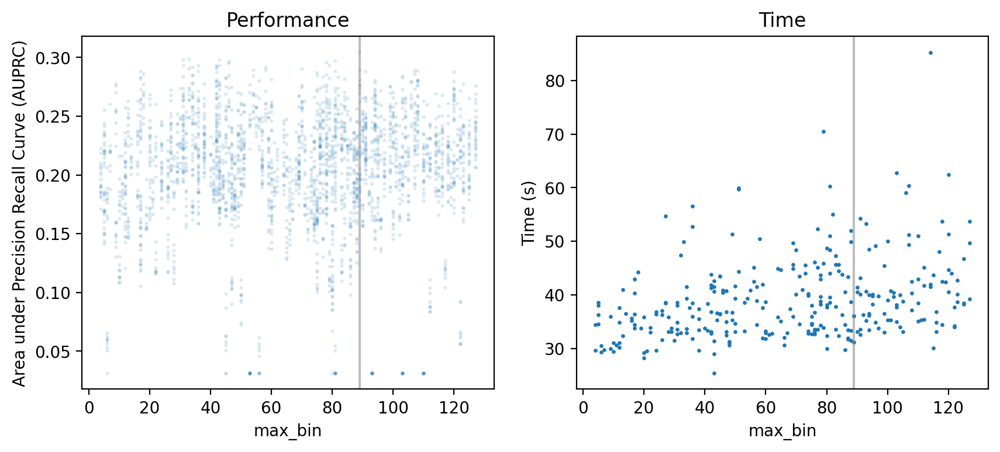 Performance
Area under Precision Recall Curve (AUPRC)
0.30
0.25
0.20
0.15
0.10
0.05
0 20 40 60 80 100 120
max_bin
Time
Time (s)
80
70
60
50
40
30
0 20 40 60 80 100 120
max_bin